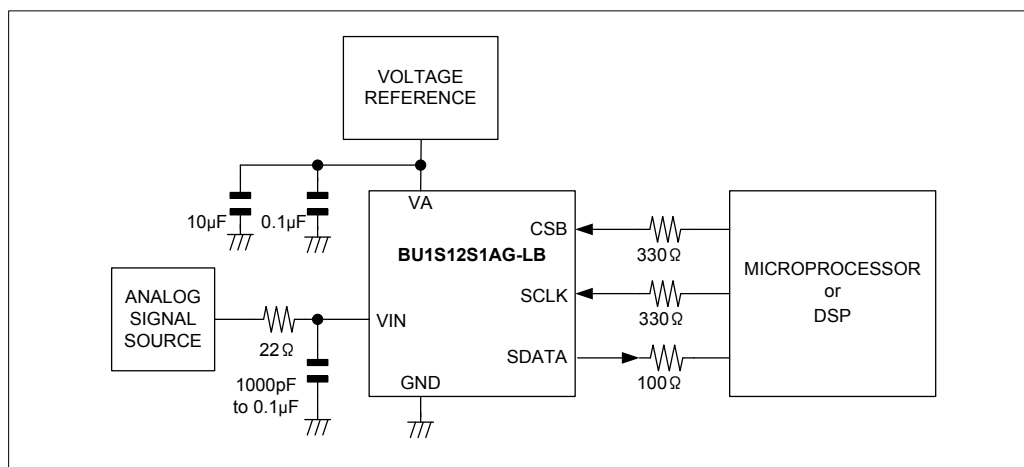 VOLTAGE
REFERENCE
10µF
0.1µF
VA
CSB
BU1S12S1AG-LB
330Ω
MICROPROCESSOR
or
DSP
ANALOG
SIGNAL
SOURCE
SCLK
VIN
330Ω
22Ω
SDATA
1000pF
to 0.1µF
GND
100Ω